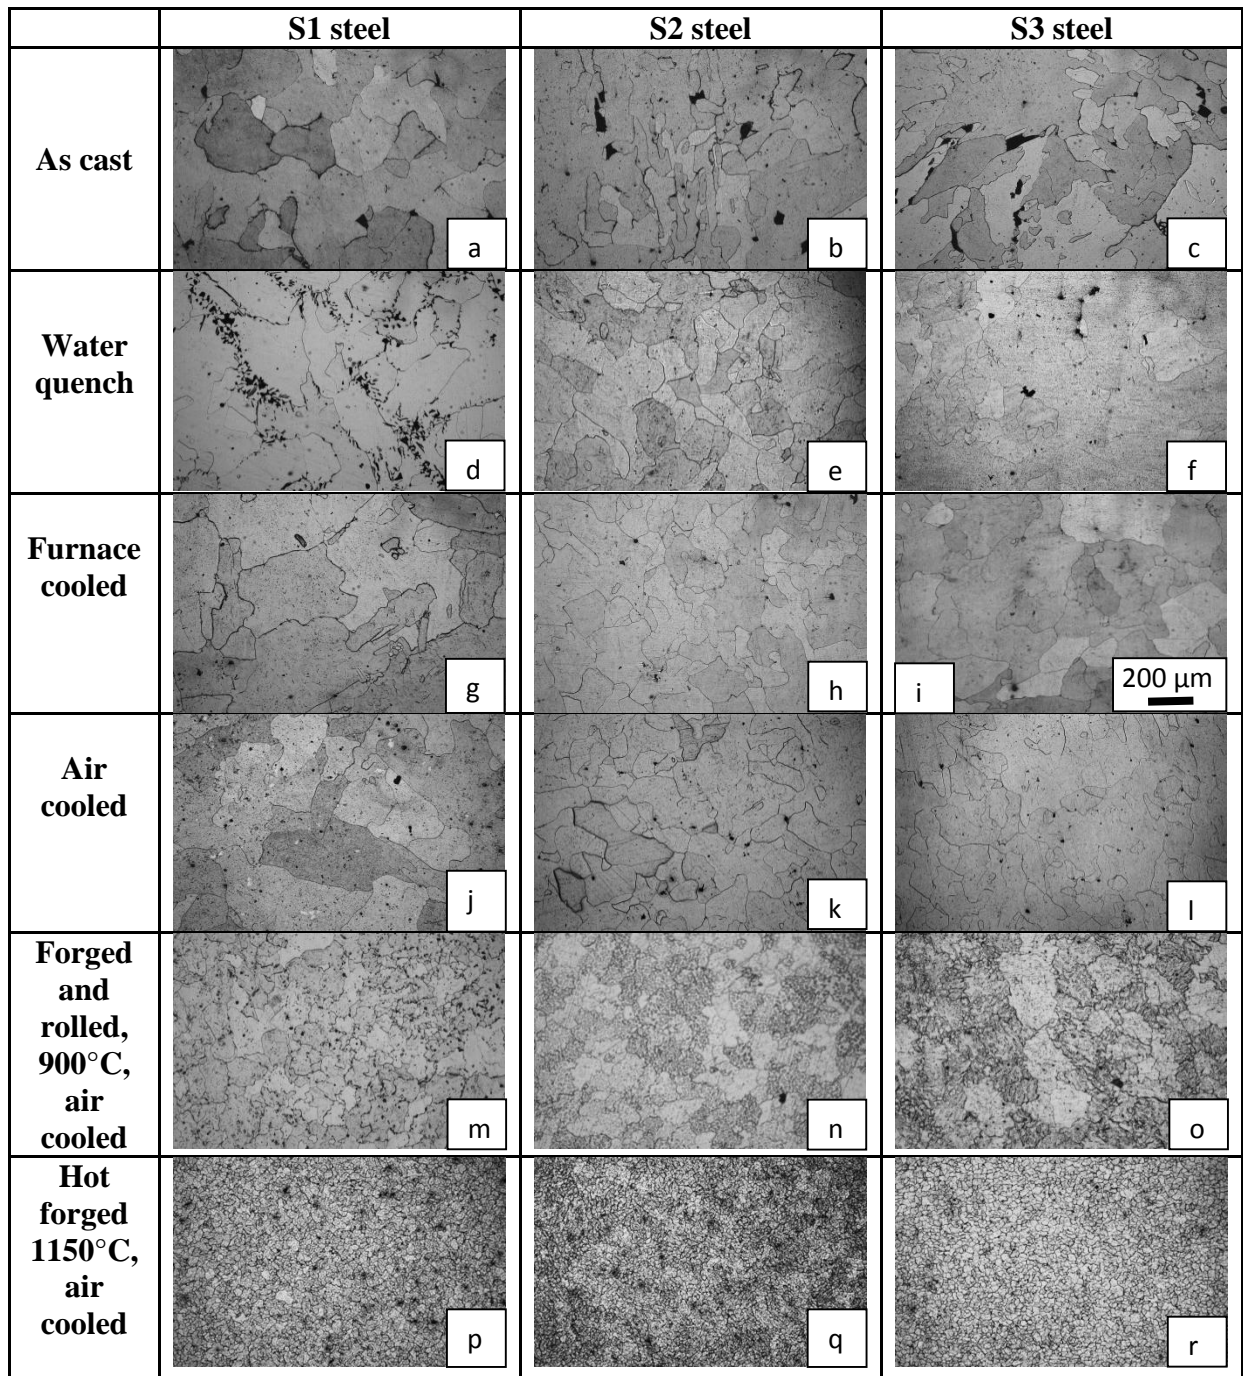 S1 steel
S2 steel
S3 steel
As cast
a
b
c
Water
quench
d
e
f
Furnace
cooled
g
h
i
200 µm
Air
cooled
j
k
l
Forged
and
rolled,
900°C,
air
cooled
m
n
o
Hot
forged
1150°C,
air
cooled
p
q
r